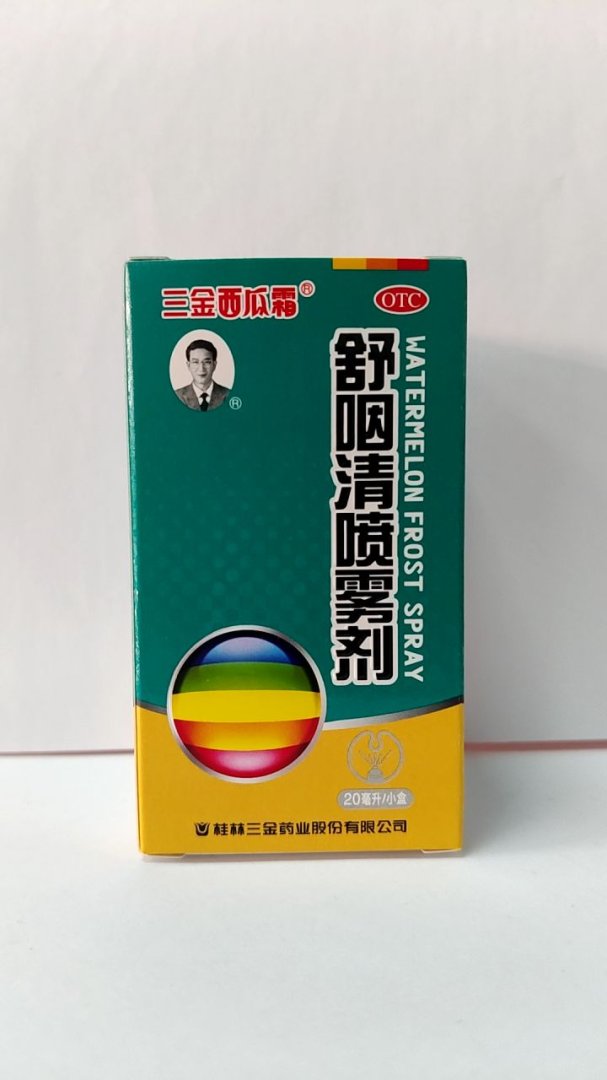 三金西瓜霜®
OTC
®
舒咽清喷雾剂
WATERMELON FROST SPRAY
20毫升/小盒
桂林三金药业股份有限公司